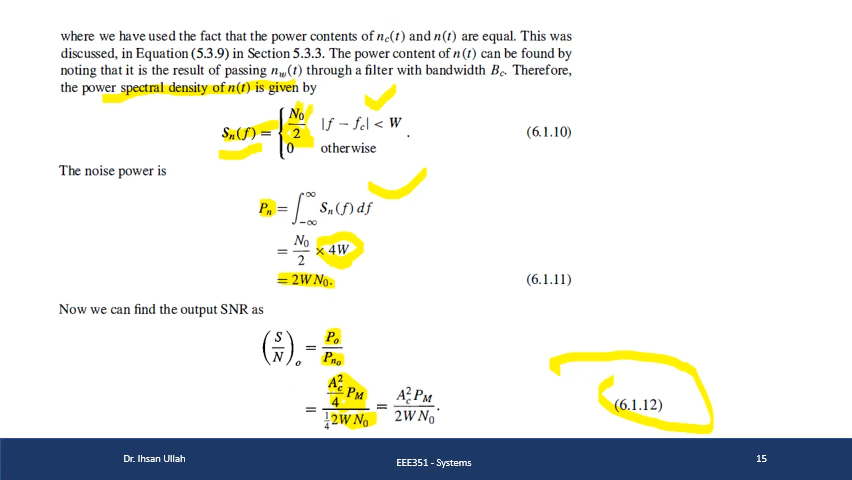 where we have used the fact that the power contents of n_c(t) and n(t) are equal. This was
discussed, in Equation (5.3.9) in Section 5.3.3. The power content of n(t) can be found by
noting that it is the result of passing n_w(t) through a filter with bandwidth B_c. Therefore,
the power spectral density of n(t) is given by
S_n(f) = { N_0/2 |f − f_c| < W
0 otherwise . (6.1.10)
The noise power is
P_n = ∫_{−∞}^{∞} S_n(f) df
= N_0/2 × 4W
= 2WN_0. (6.1.11)
Now we can find the output SNR as
(S/N)_o = P_o/P_{n_o}
= (A_c^2/4 P_M)/(1/4 2WN_0) = A_c^2 P_M/2WN_0. (6.1.12)
Dr. Ihsan Ullah EEE351 - Systems 15